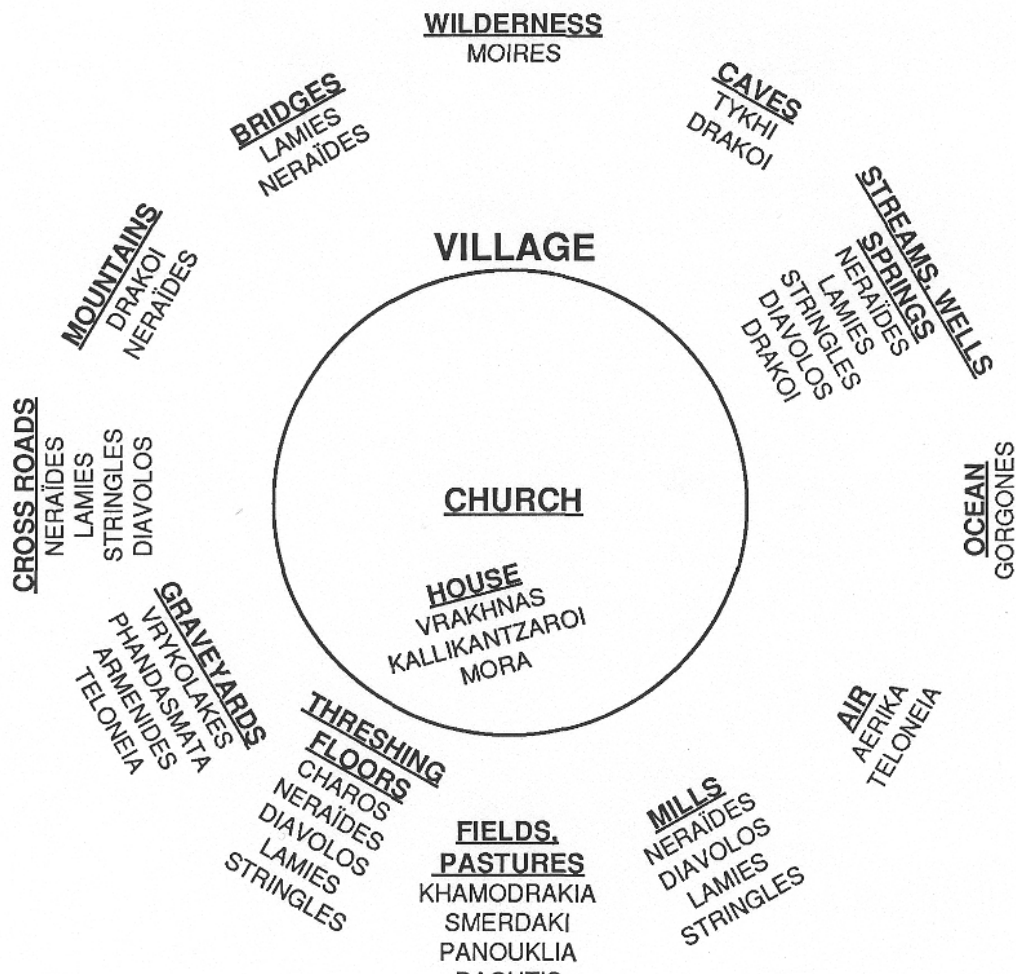 WILDERNESS
MOIRES
CAVES
TYKHI
DRAKOI
STREAMS, WELLS
SPRINGS
NERAÏDES
LAMIES
STRINGLES
DIAVOLOS
DRAKOI
OCEAN
GORGONES
AIR
AERIKA
TELONEIA
MILLS
NERAÏDES
DIAVOLOS
LAMIES
STRINGLES
FIELDS,
PASTURES
KHAMODRAKIA
SMERDAKI
PANOUKLIA
THRESHING
FLOORS
CHAROS
NERAÏDES
DIAVOLOS
LAMIES
STRINGLES
GRAVEYARDS
VRYKOLAKES
PHANDASMATA
ARMENIDES
TELONEIA
CROSS ROADS
NERAÏDES
LAMIES
STRINGLES
DIAVOLOS
MOUNTAINS
DRAKOI
NERAÏDES
BRIDGES
LAMIES
NERAÏDES
VILLAGE
CHURCH
HOUSE
VRAKHNAS
KALLIKANTZAROI
MORA